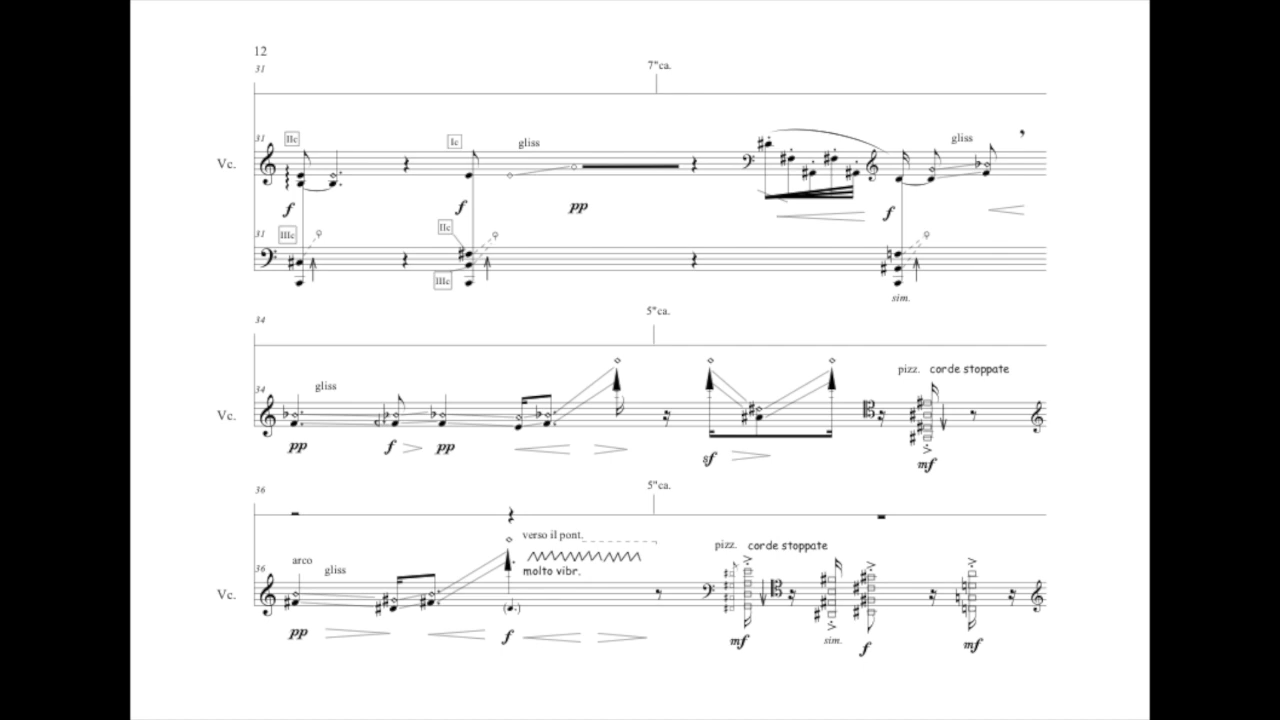 12
31
7"ca.
31
IIc
Ic
gliss
gliss
,
Vc.
f
f
pp
f
31
IIIc
IIc
IIIc
sim.
34
5"ca.
34
gliss
pizz. corde stoppate
Vc.
pp
f
pp
sf
mf
36
5"ca.
verso il pont.
pizz. corde stoppate
36
arco
gliss
molto vibr.
Vc.
pp
f
mf
sim.
f
mf